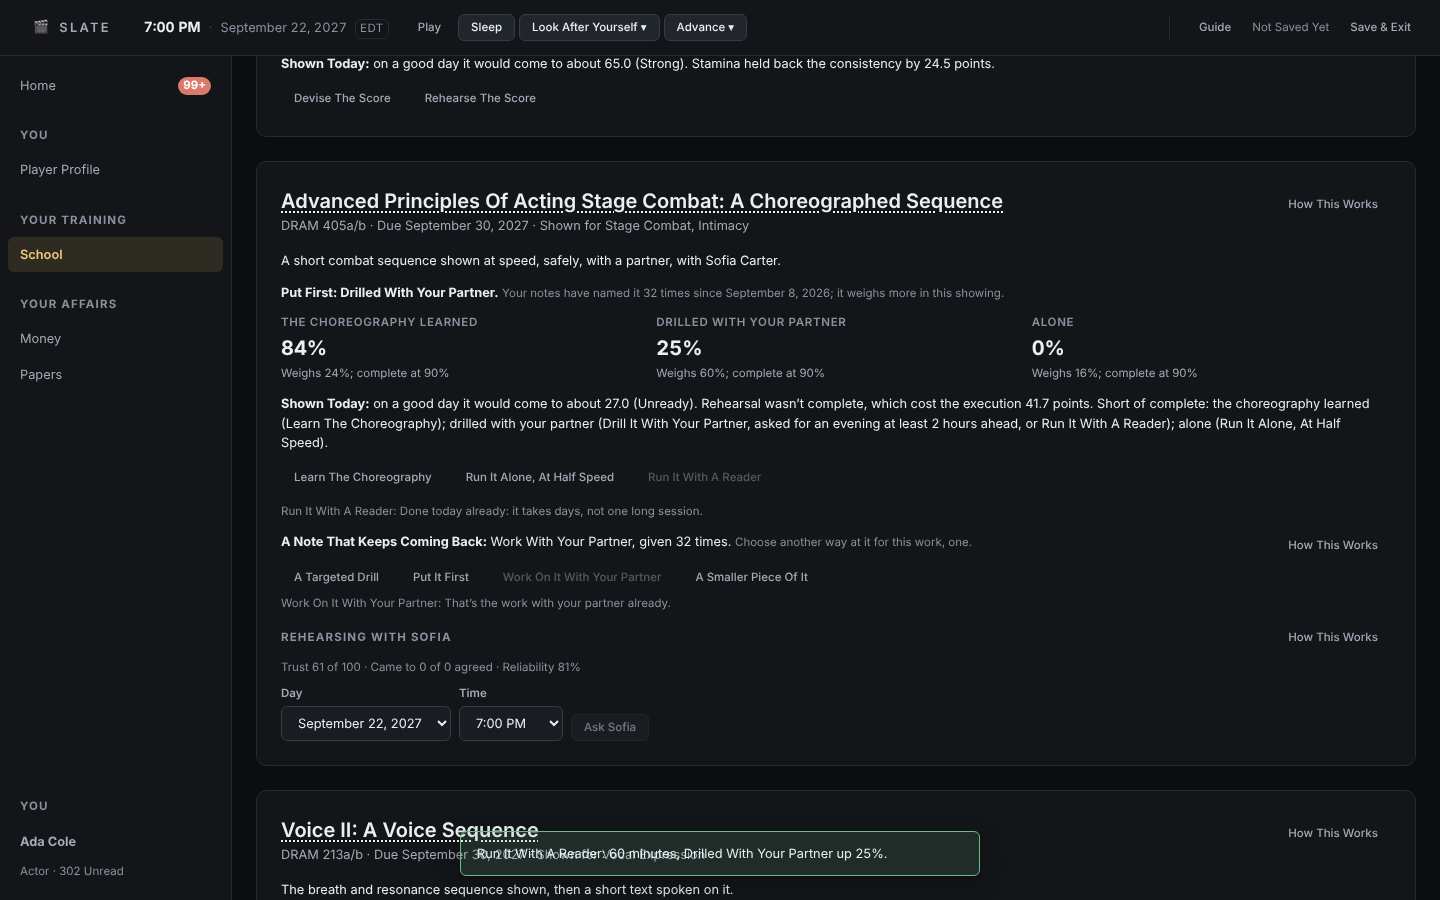 SLATE
7:00 PM · September 22, 2027 EDT
Play
Sleep
Look After Yourself ▾
Advance ▾
Guide
Not Saved Yet
Save & Exit
Home
99+
YOU
Player Profile
YOUR TRAINING
School
YOUR AFFAIRS
Money
Papers
YOU
Ada Cole
Actor · 302 Unread
Shown Today: on a good day it would come to about 65.0 (Strong). Stamina held back the consistency by 24.5 points.
Devise The Score
Rehearse The Score
Advanced Principles Of Acting Stage Combat: A Choreographed Sequence
How This Works
DRAM 405a/b · Due September 30, 2027 · Shown for Stage Combat, Intimacy
A short combat sequence shown at speed, safely, with a partner, with Sofia Carter.
Put First: Drilled With Your Partner. Your notes have named it 32 times since September 8, 2026; it weighs more in this showing.
THE CHOREOGRAPHY LEARNED
84%
Weighs 24%; complete at 90%
DRILLED WITH YOUR PARTNER
25%
Weighs 60%; complete at 90%
ALONE
0%
Weighs 16%; complete at 90%
Shown Today: on a good day it would come to about 27.0 (Unready). Rehearsal wasn't complete, which cost the execution 41.7 points. Short of complete: the choreography learned
(Learn The Choreography); drilled with your partner (Drill It With Your Partner, asked for an evening at least 2 hours ahead, or Run It With A Reader); alone (Run It Alone, At Half
Speed).
Learn The Choreography
Run It Alone, At Half Speed
Run It With A Reader
Run It With A Reader: Done today already: it takes days, not one long session.
A Note That Keeps Coming Back: Work With Your Partner, given 32 times. Choose another way at it for this work, one.
How This Works
A Targeted Drill
Put It First
Work On It With Your Partner
A Smaller Piece Of It
Work On It With Your Partner: That's the work with your partner already.
REHEARSING WITH SOFIA
How This Works
Trust 61 of 100 · Came to 0 of 0 agreed · Reliability 81%
Day
Time
September 22, 2027
7:00 PM
Ask Sofia
Voice II: A Voice Sequence
How This Works
DRAM 213a/b · Due September 30, 2027 · Shown for Vocal Expression
Run It With A Reader: 60 minutes. Drilled With Your Partner up 25%.
The breath and resonance sequence shown, then a short text spoken on it.